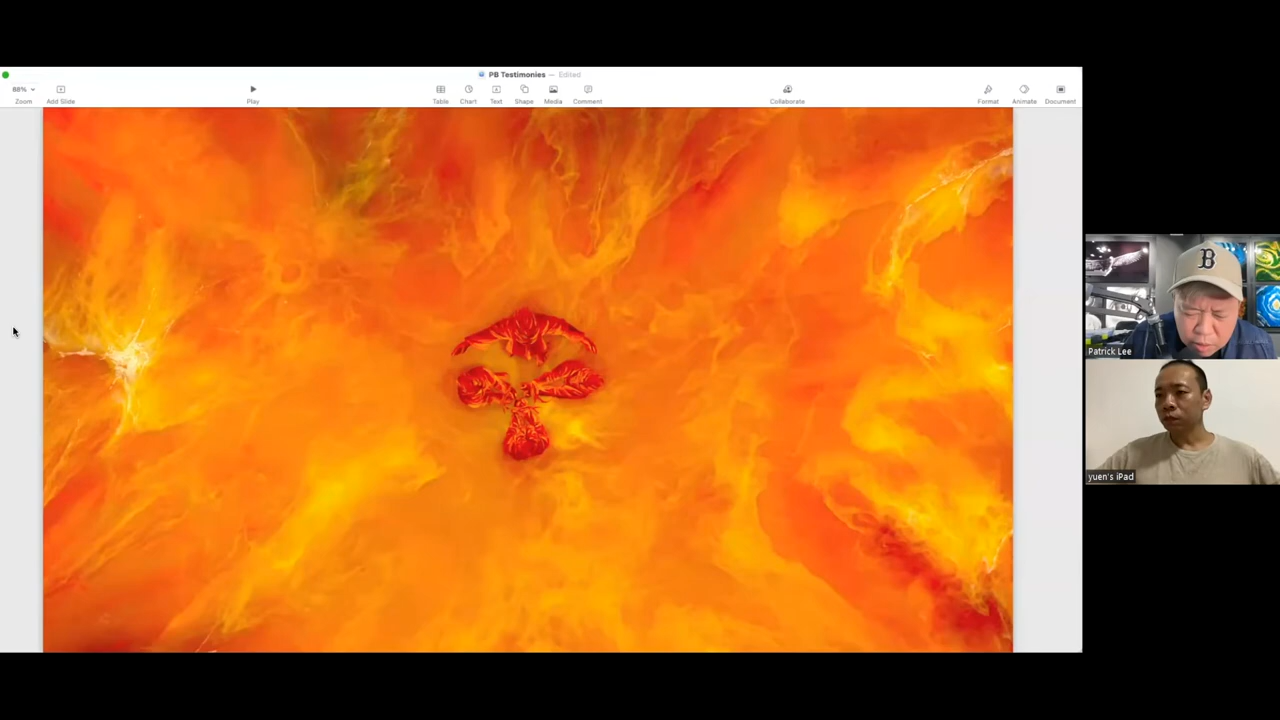 PB Testimonies — Edited
88%
Zoom
Add Slide
Play
Table
Chart
Text
Shape
Media
Comment
Collaborate
Format
Animate
Document
B
Patrick Lee
yuen's iPad